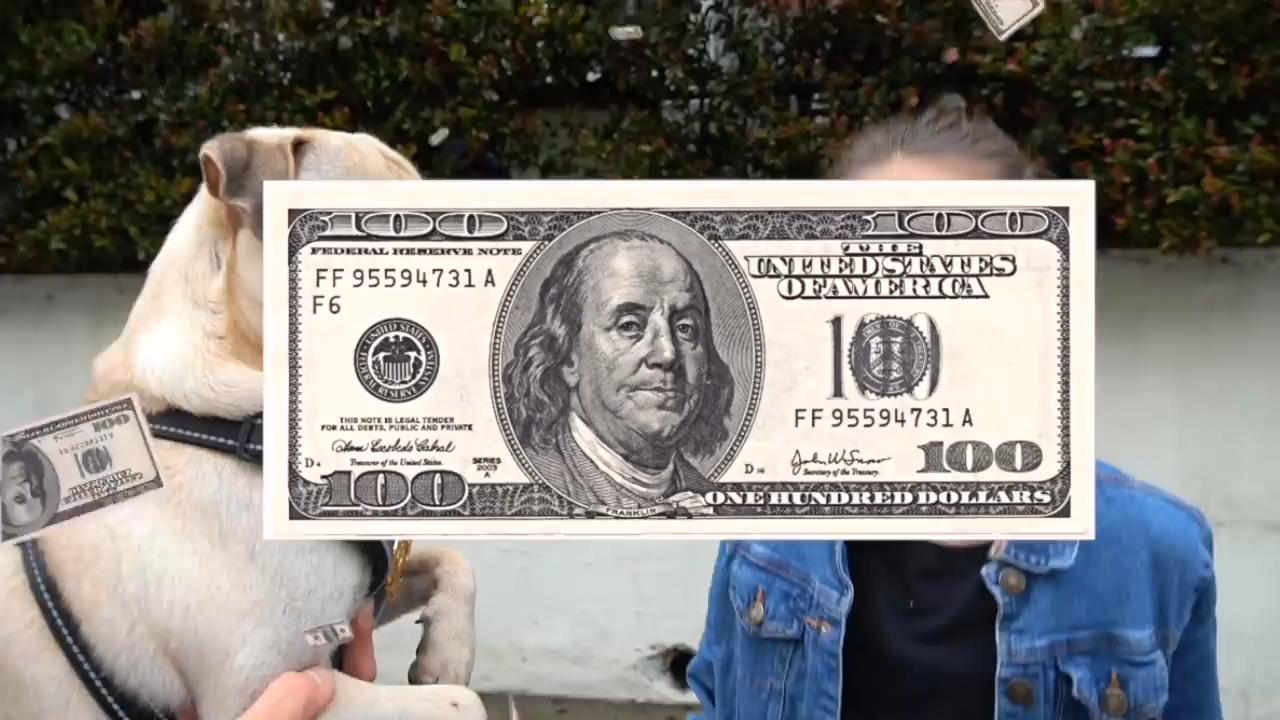 100 100
FEDERAL RESERVE NOTE
THE
UNITED STATES
OF AMERICA
FF 95594731 A
F6
100
FF 95594731 A
THIS NOTE IS LEGAL TENDER
FOR ALL DEBTS, PUBLIC AND PRIVATE
Treasurer of the United States.
SERIES
2003
A
Secretary of the Treasury.
D
100 100
ONE HUNDRED DOLLARS
FRANKLIN
100
100